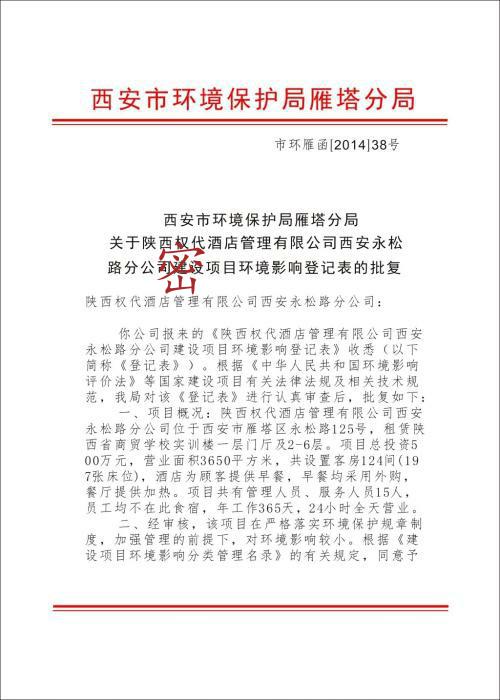 西安市环境保护局雁塔分局
市环雁函[2014]38号
西安市环境保护局雁塔分局
关于陕西权代酒店管理有限公司西安永松
路分公司建设项目环境影响登记表的批复
密
陕西权代酒店管理有限公司西安永松路分公司：
你公司报来的《陕西权代酒店管理有限公司西安
永松路分公司建设项目环境影响登记表》收悉（以下
简称《登记表》）。根据《中华人民共和国环境影响
评价法》等国家建设项目有关法律法规及相关技术规
范，我局对该《登记表》进行认真审查后，批复如下：
一、项目概况：陕西权代酒店管理有限公司西安
永松路分公司位于西安市雁塔区永松路125号，租赁陕
西省商贸学校实训楼一层门厅及2-6层。项目总投资5
00万元，营业面积3650平方米，共设置客房124间(19
7张床位)，酒店为顾客提供早餐，早餐均采用外购，
餐厅提供加热。项目共有管理人员、服务人员15人，
员工均不在此食宿，年工作365天，24小时全天营业。
二、经审核，该项目在严格落实环境保护规章制
度，加强管理的前提下，对环境影响较小。根据《建
设项目环境影响分类管理名录》的有关规定，同意予